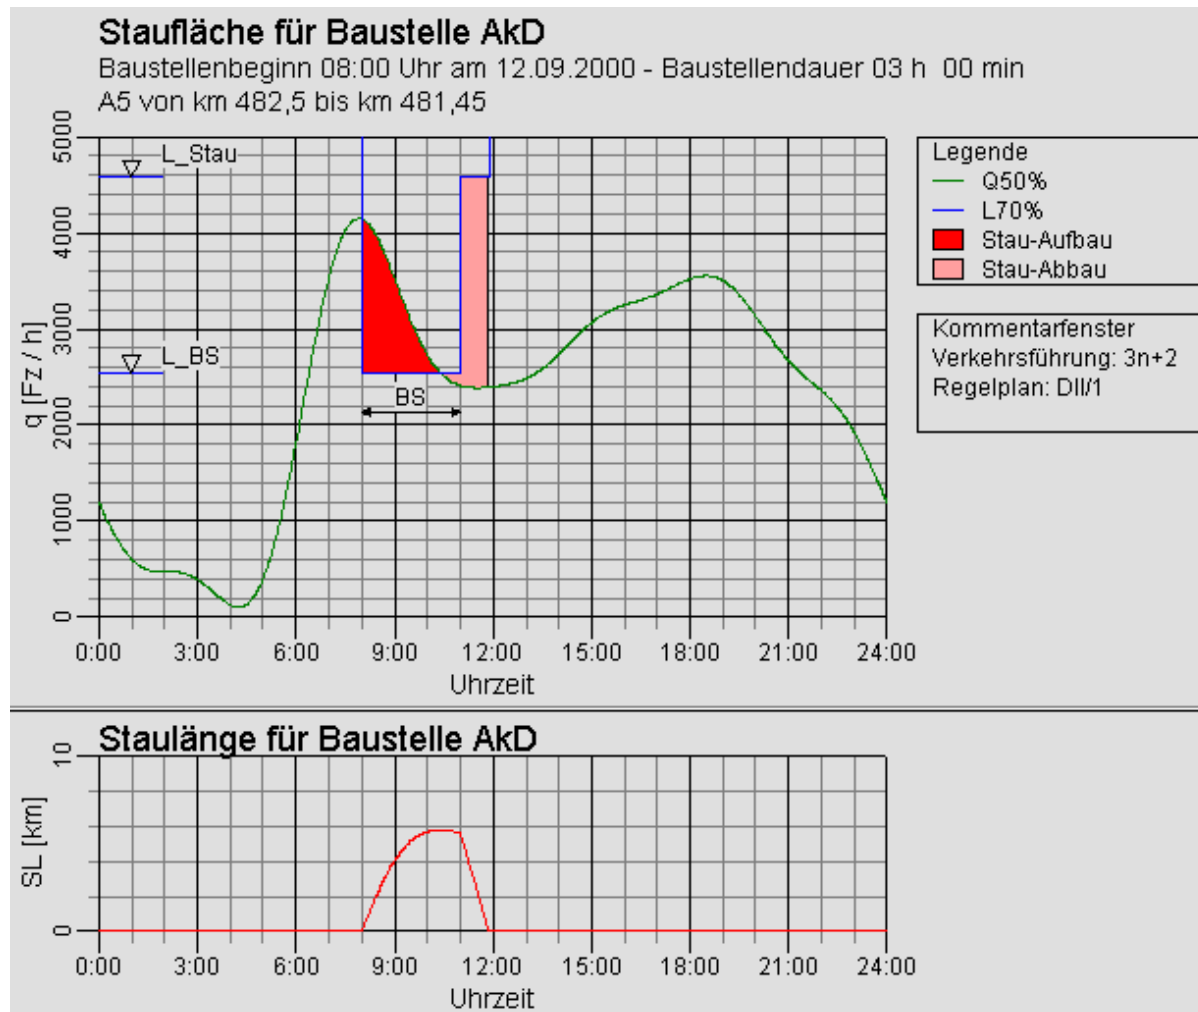 Staufläche für Baustelle AkD
Baustellenbeginn 08:00 Uhr am 12.09.2000 - Baustellendauer 03 h 00 min
A5 von km 482,5 bis km 481,45
q [Fz / h]
5000
4000
3000
2000
1000
0
L_Stau
L_BS
BS
0:00 3:00 6:00 9:00 12:00 15:00 18:00 21:00 24:00
Uhrzeit
Legende
Q50%
L70%
Stau-Aufbau
Stau-Abbau
Kommentarfenster
Verkehrsführung: 3n+2
Regelplan: DII/1
Staulänge für Baustelle AkD
SL [km]
10
0
0:00 3:00 6:00 9:00 12:00 15:00 18:00 21:00 24:00
Uhrzeit